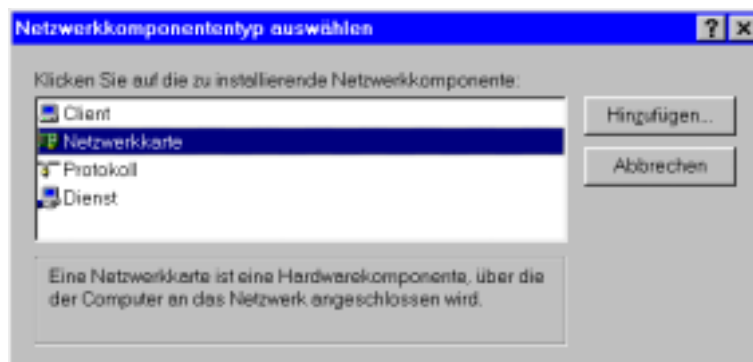 Netzwerkkomponententyp auswählen
Klicken Sie auf die zu installierende Netzwerkkomponente:
Client
Netzwerkkarte
Protokoll
Dienst
Hinzufügen...
Abbrechen
Eine Netzwerkkarte ist eine Hardwarekomponente, über die
der Computer an das Netzwerk angeschlossen wird.